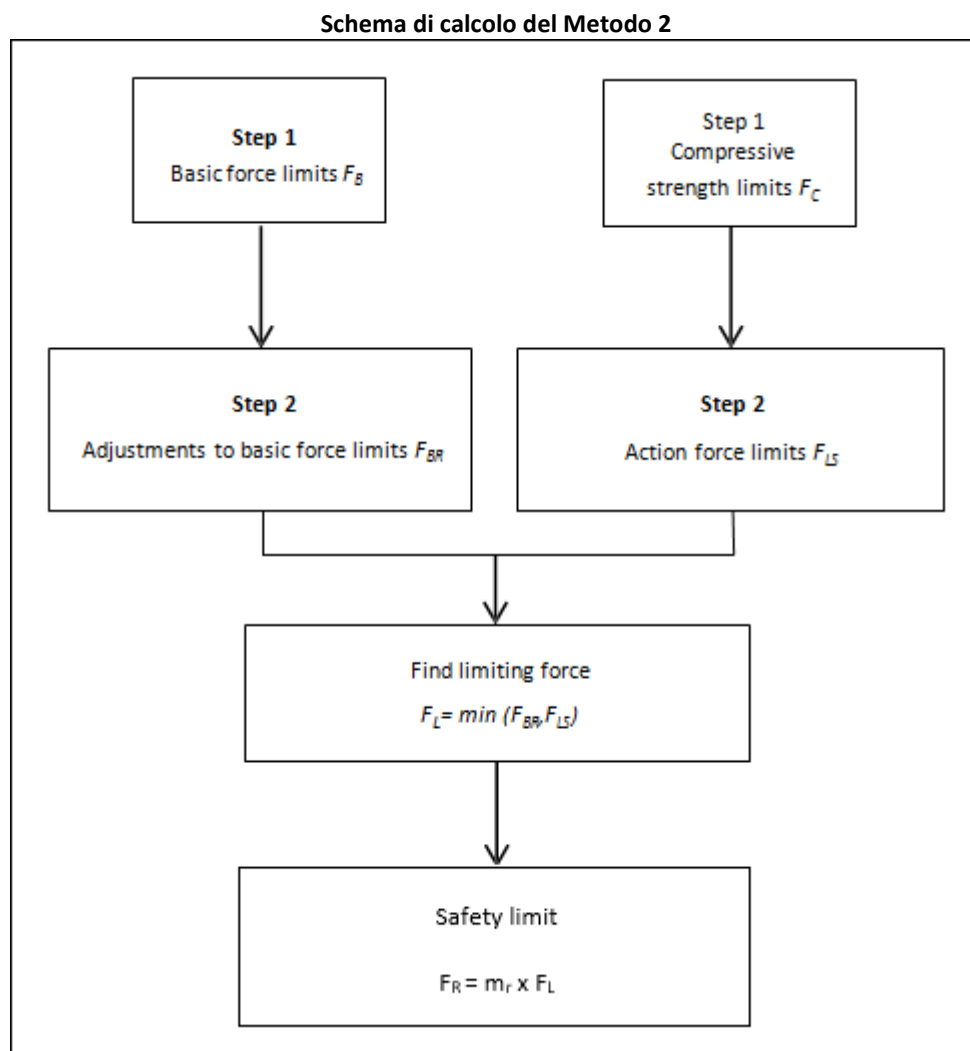 Schema di calcolo del Metodo 2
Step 1
Basic force limits F_B
Step 1
Compressive
strength limits F_C
Step 2
Adjustments to basic force limits F_BR
Step 2
Action force limits F_LS
Find limiting force
F_L= min (F_BR,F_LS)
Safety limit
F_R = m_r x F_L